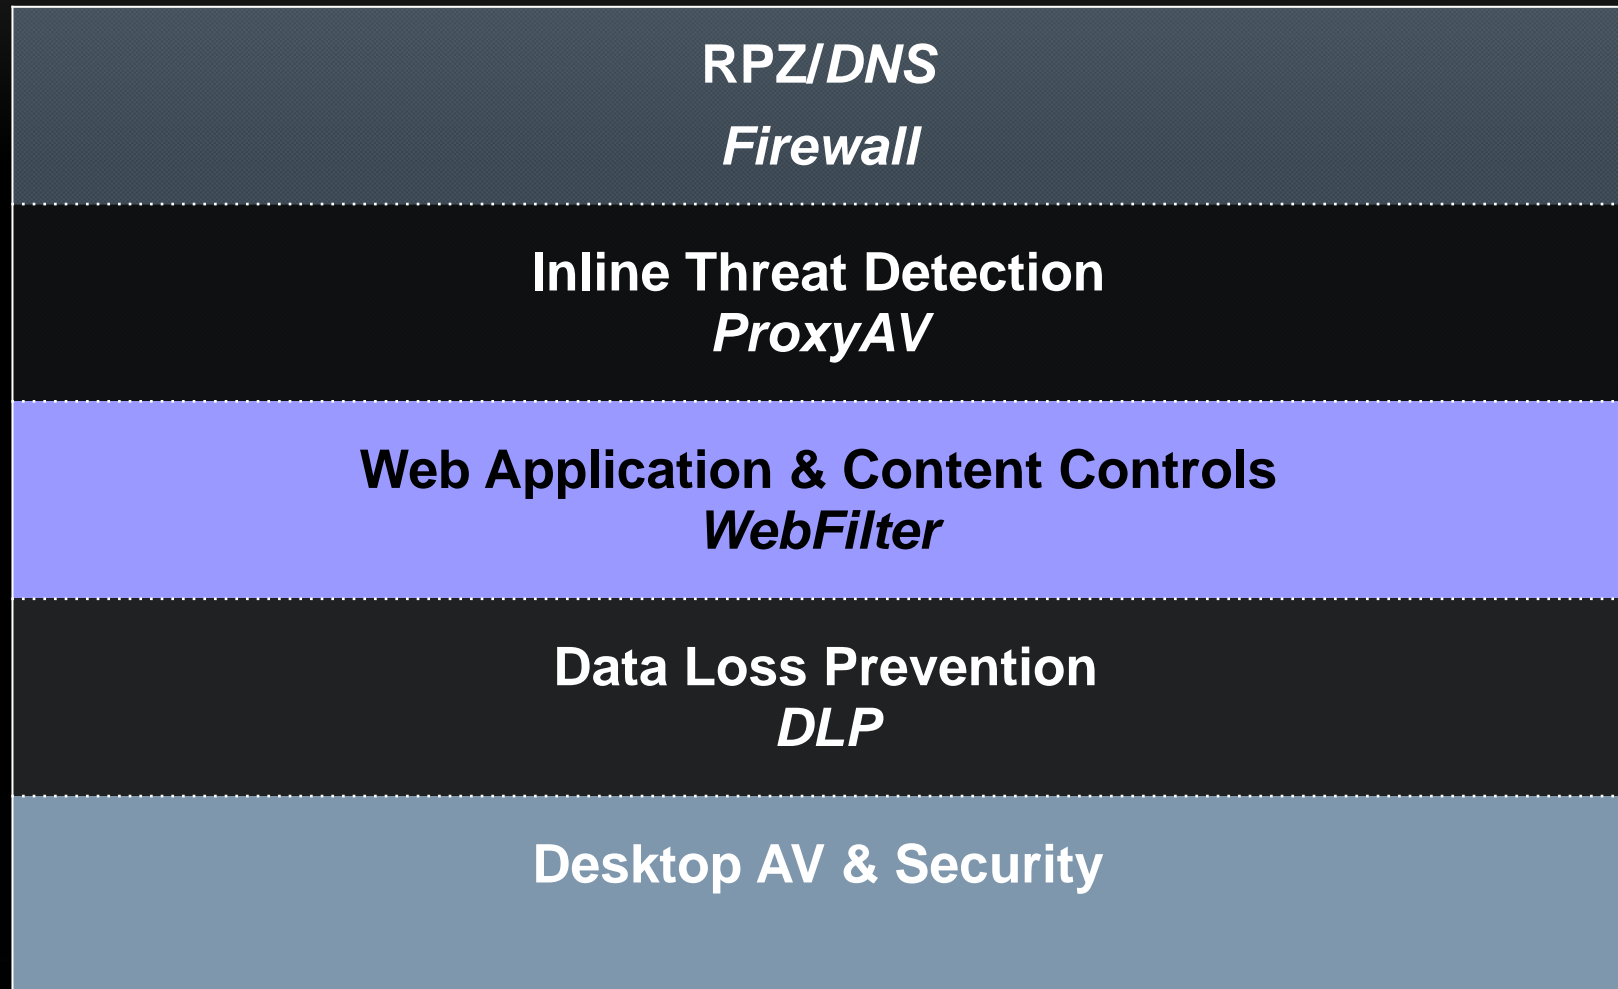 RPZ/DNS
Firewall
Inline Threat Detection
ProxyAV
Web Application & Content Controls
WebFilter
Data Loss Prevention
DLP
Desktop AV & Security